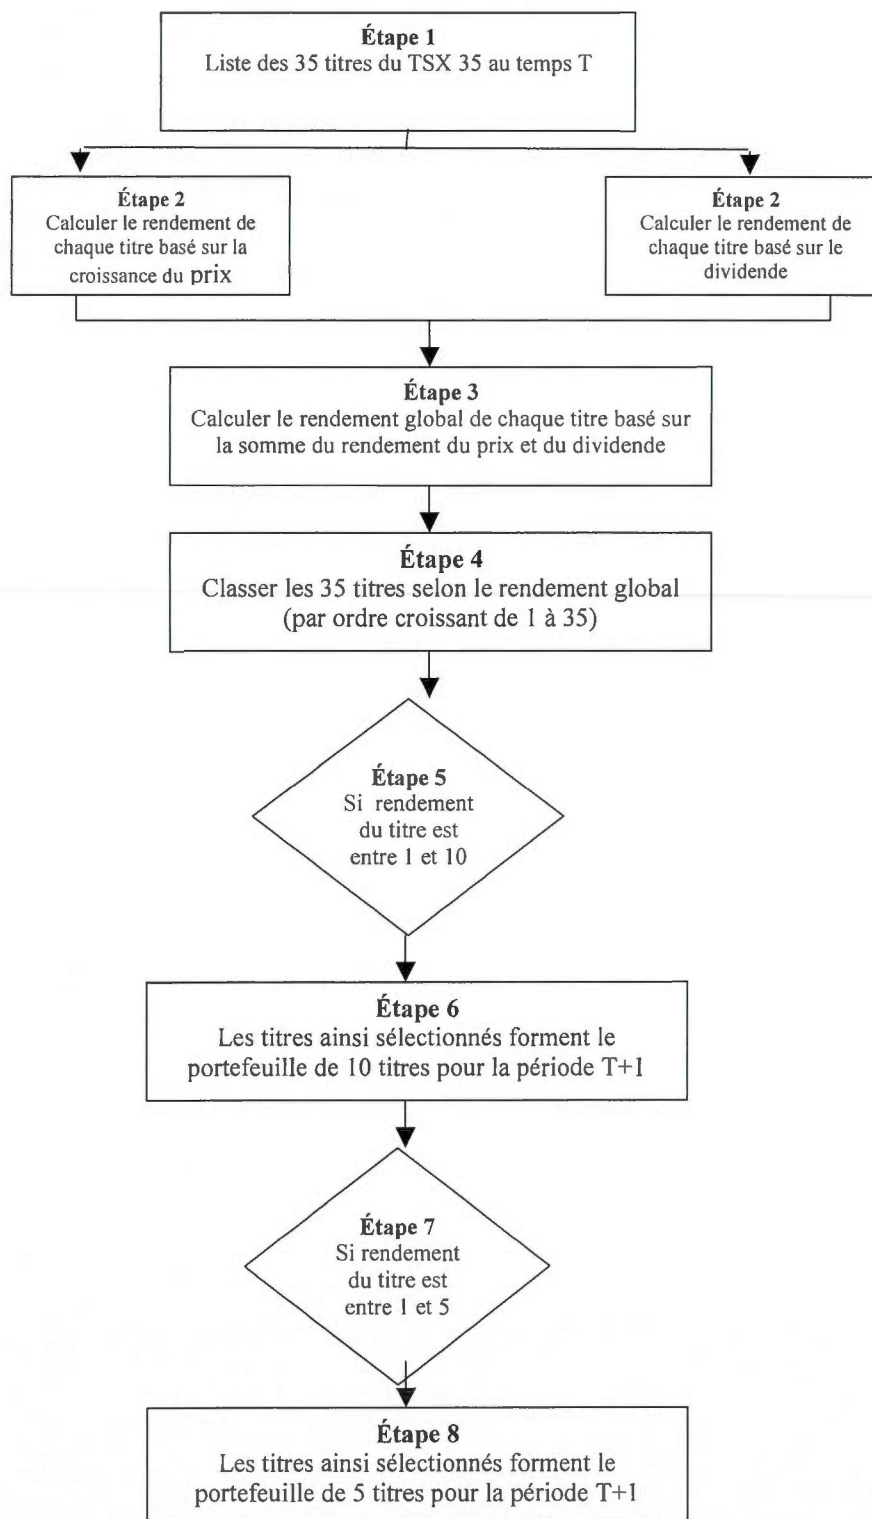 Étape 1
Liste des 35 titres du TSX 35 au temps T
Étape 2
Calculer le rendement de
chaque titre basé sur la
croissance du prix
Étape 2
Calculer le rendement de
chaque titre basé sur le
dividende
Étape 3
Calculer le rendement global de chaque titre basé sur
la somme du rendement du prix et du dividende
Étape 4
Classer les 35 titres selon le rendement global
(par ordre croissant de 1 à 35)
Étape 5
Si rendement
du titre est
entre 1 et 10
Étape 6
Les titres ainsi sélectionnés forment le
portefeuille de 10 titres pour la période T+1
Étape 7
Si rendement
du titre est
entre 1 et 5
Étape 8
Les titres ainsi sélectionnés forment le
portefeuille de 5 titres pour la période T+1